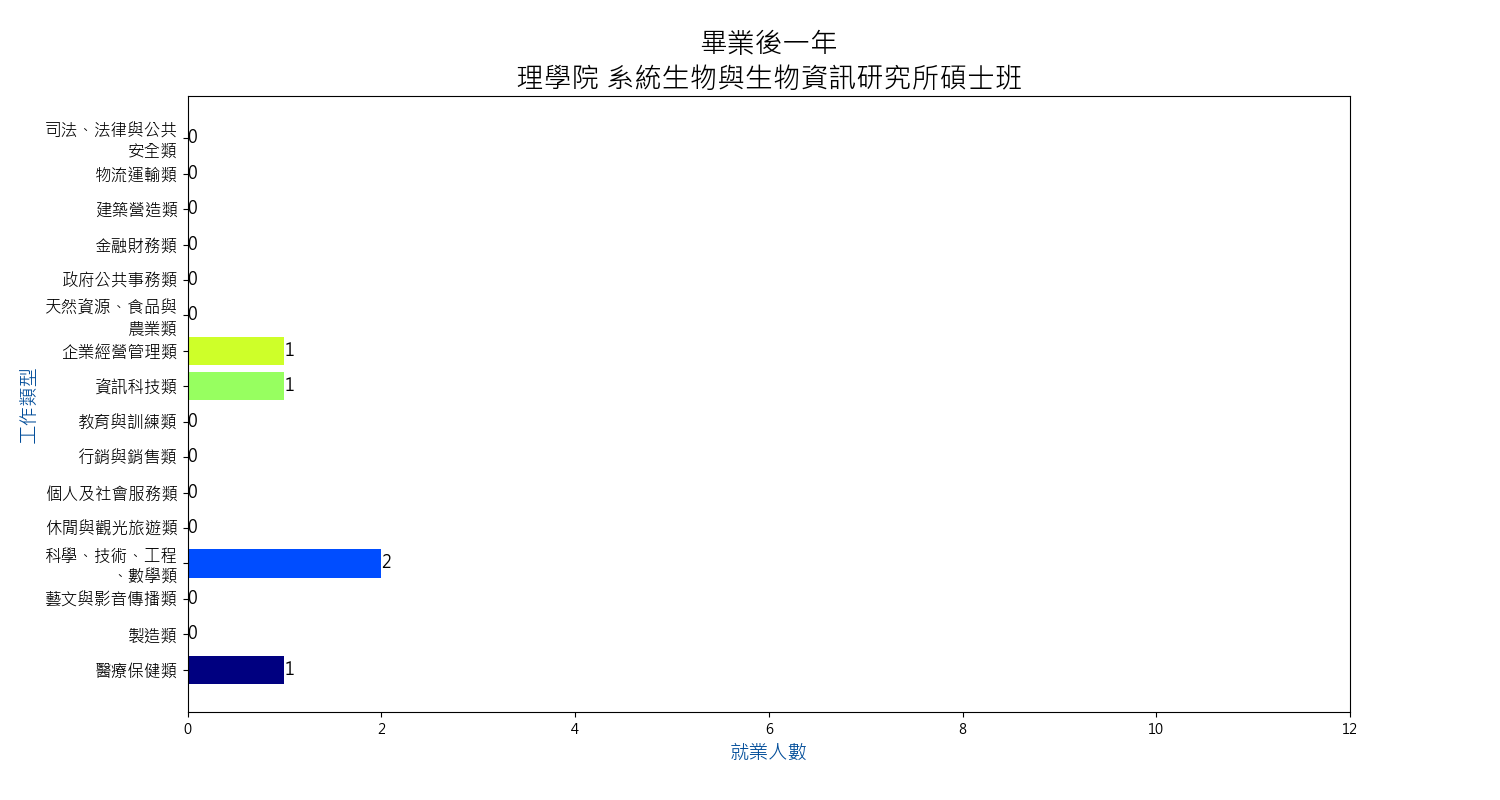 畢業後一年
理學院 系統生物與生物資訊研究所碩士班
司法、法律與公共
安全類
0
物流運輸類
0
建築營造類
0
金融財務類
0
政府公共事務類
0
天然資源、食品與
農業類
0
企業經營管理類
1
資訊科技類
1
教育與訓練類
0
行銷與銷售類
0
個人及社會服務類
0
休閒與觀光旅遊類
0
科學、技術、工程
、數學類
2
藝文與影音傳播類
0
製造類
0
醫療保健類
1
工作類型
0 2 4 6 8 10 12
就業人數